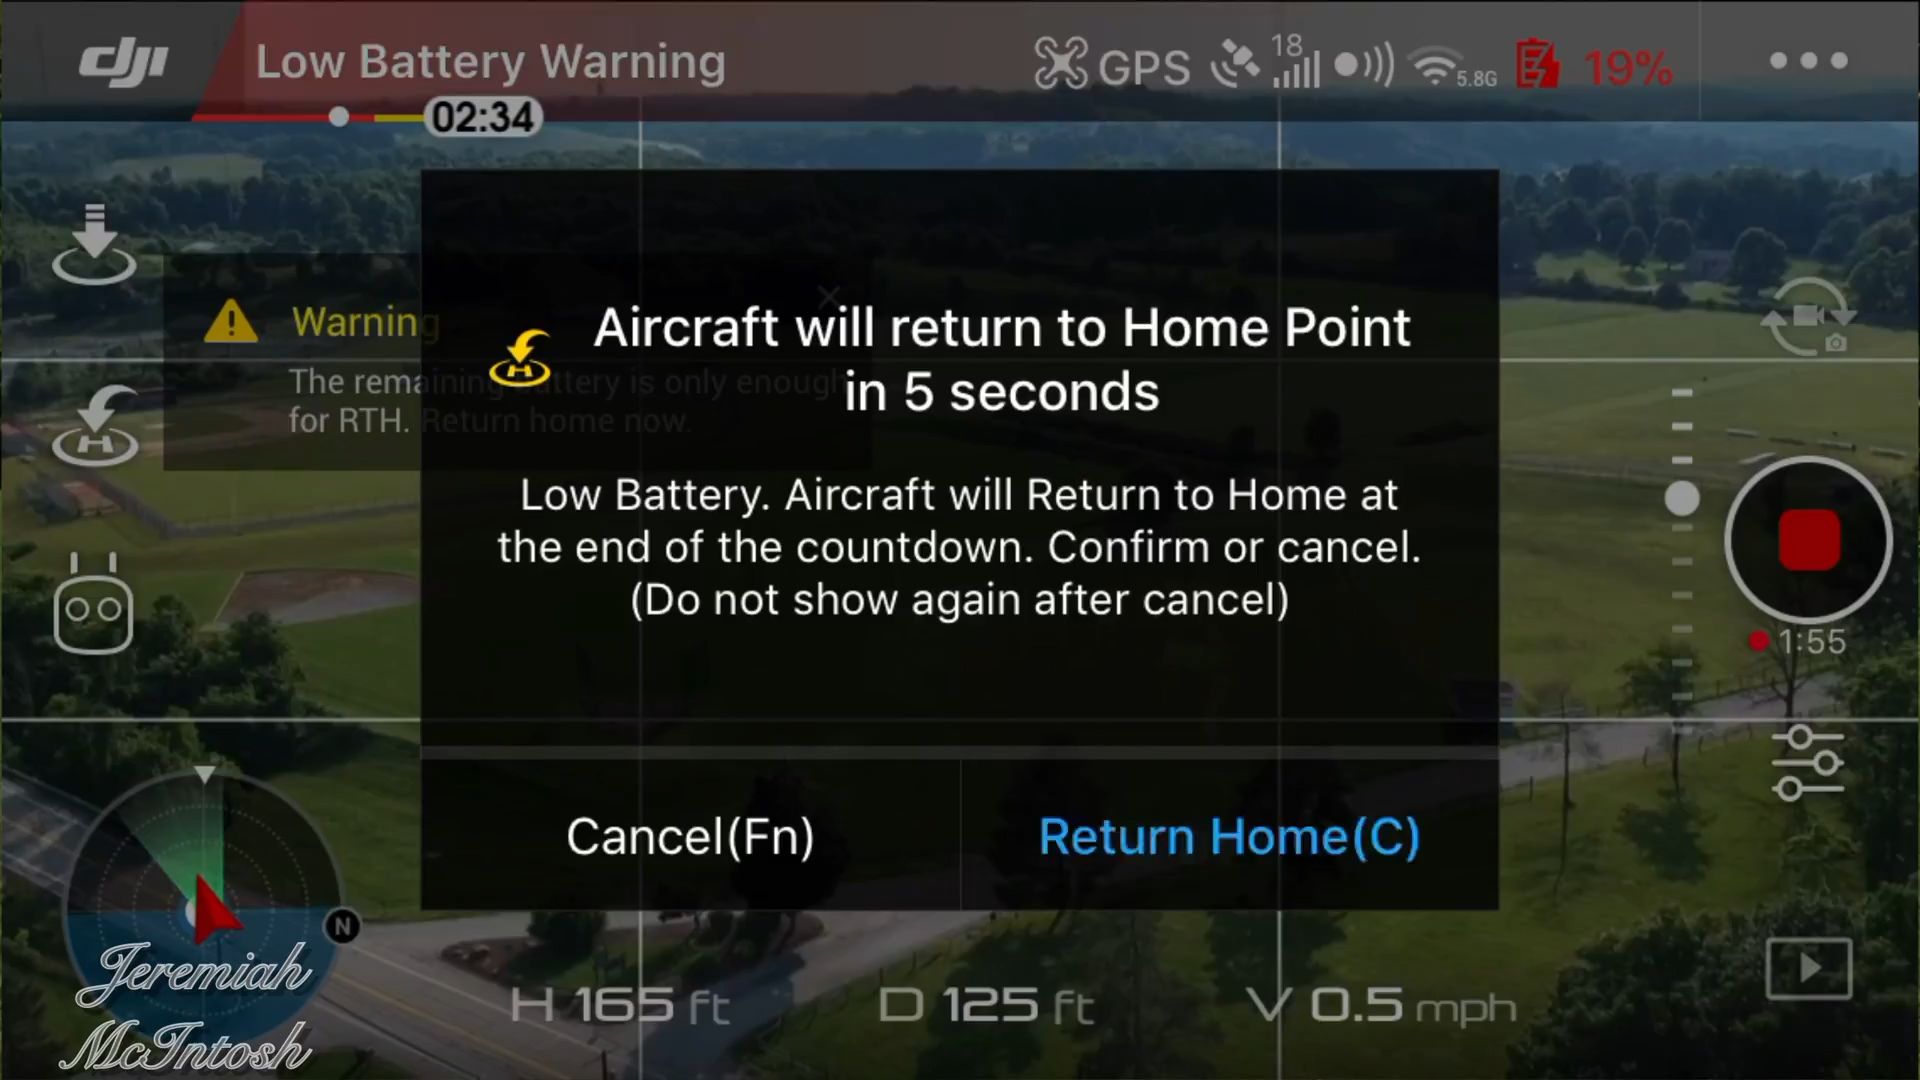 dji
Low Battery Warning
GPS
18
5.8G
19%
02:34
Warning
The remaining battery is only enough
for RTH. Return home now.
Aircraft will return to Home Point
in 5 seconds
Low Battery. Aircraft will Return to Home at
the end of the countdown. Confirm or cancel.
(Do not show again after cancel)
1:55
Cancel(Fn)
Return Home(C)
N
H 165 ft
D 125 ft
V 0.5 mph
Jeremiah
McIntosh